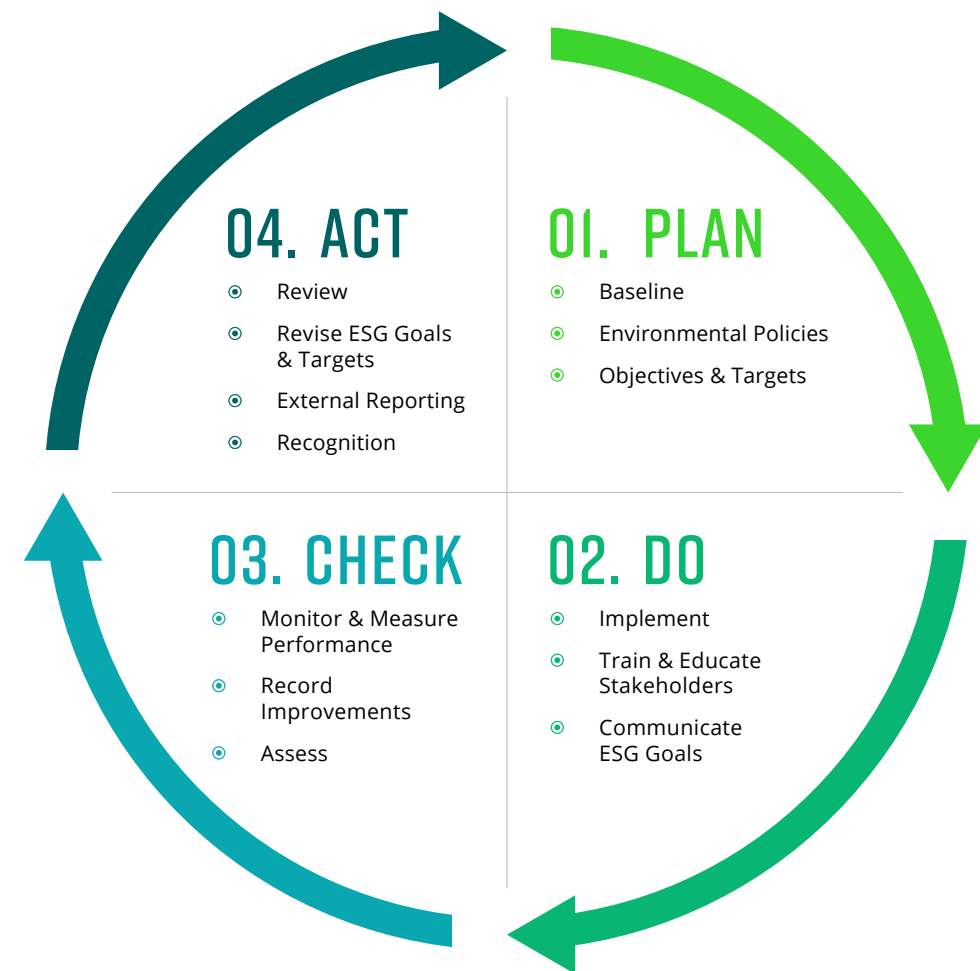 04. ACT
Review
Revise ESG Goals
& Targets
External Reporting
Recognition
01. PLAN
Baseline
Environmental Policies
Objectives & Targets
03. CHECK
Monitor & Measure
Performance
Record
Improvements
Assess
02. DO
Implement
Train & Educate
Stakeholders
Communicate
ESG Goals